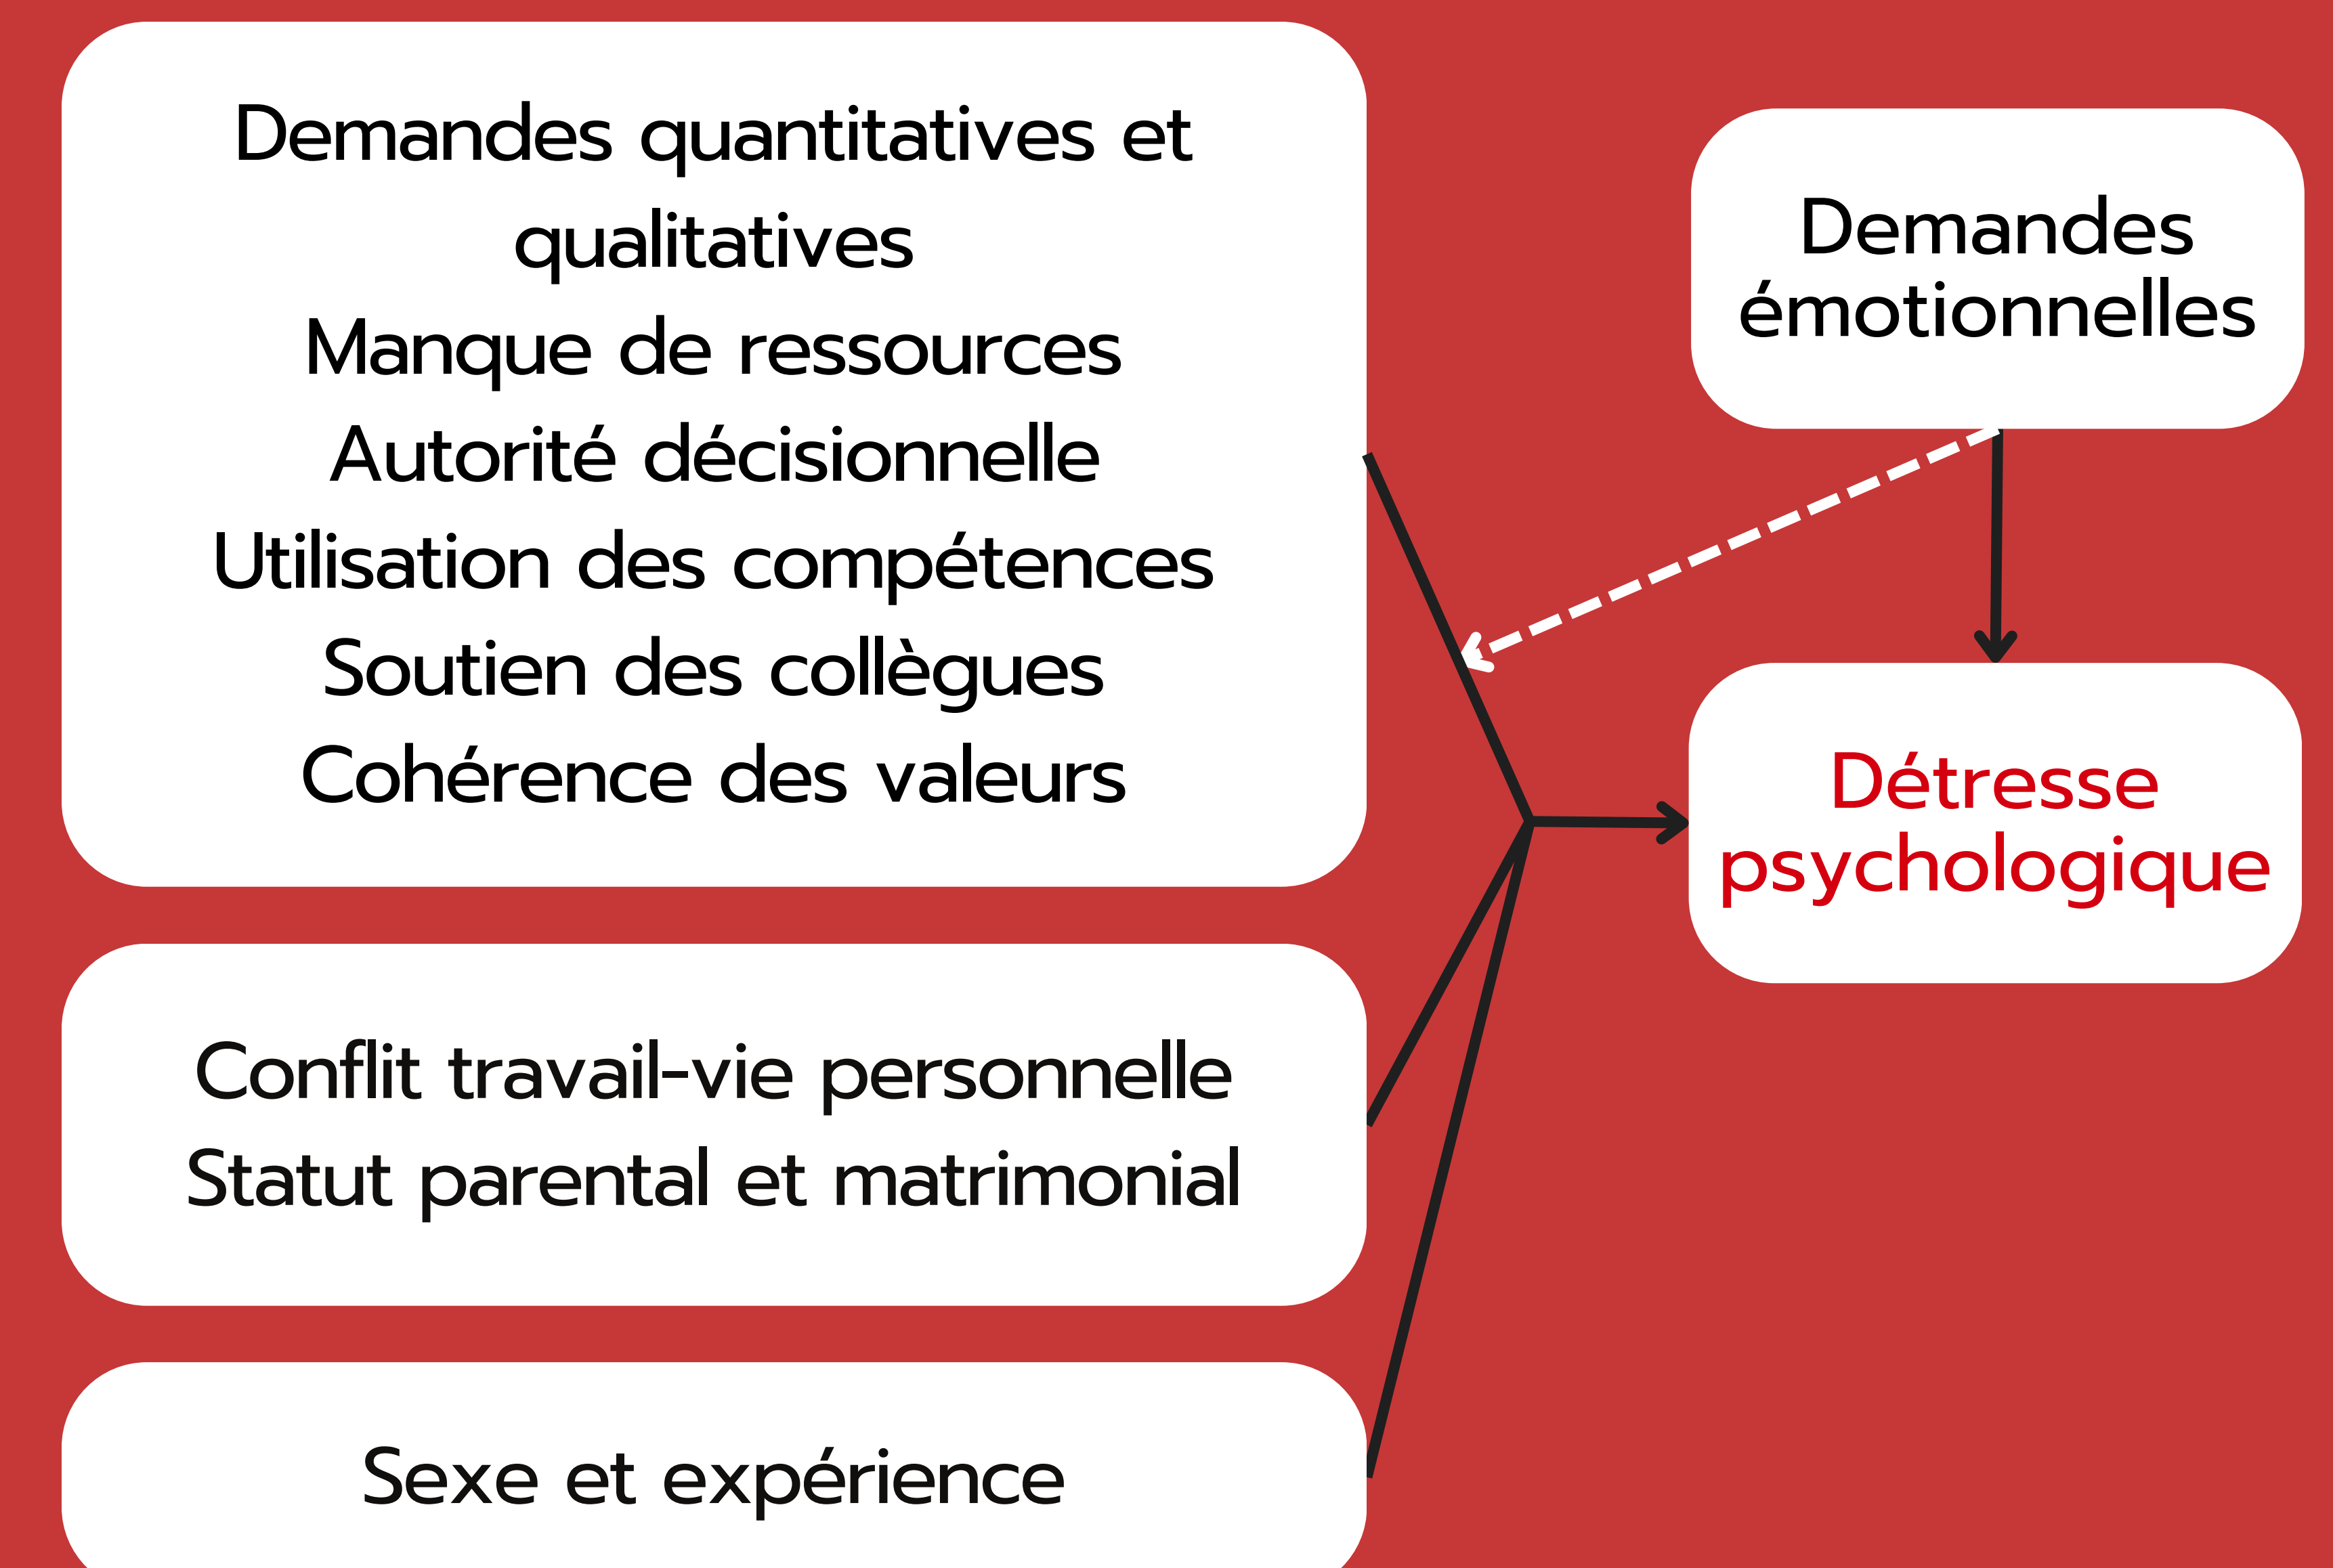 Demandes quantitatives et
qualitatives
Manque de ressources
Autorité décisionnelle
Utilisation des compétences
Soutien des collègues
Cohérence des valeurs
Conflit travail-vie personnelle
Statut parental et matrimonial
Sexe et expérience
Demandes
émotionnelles
Détresse
psychologique